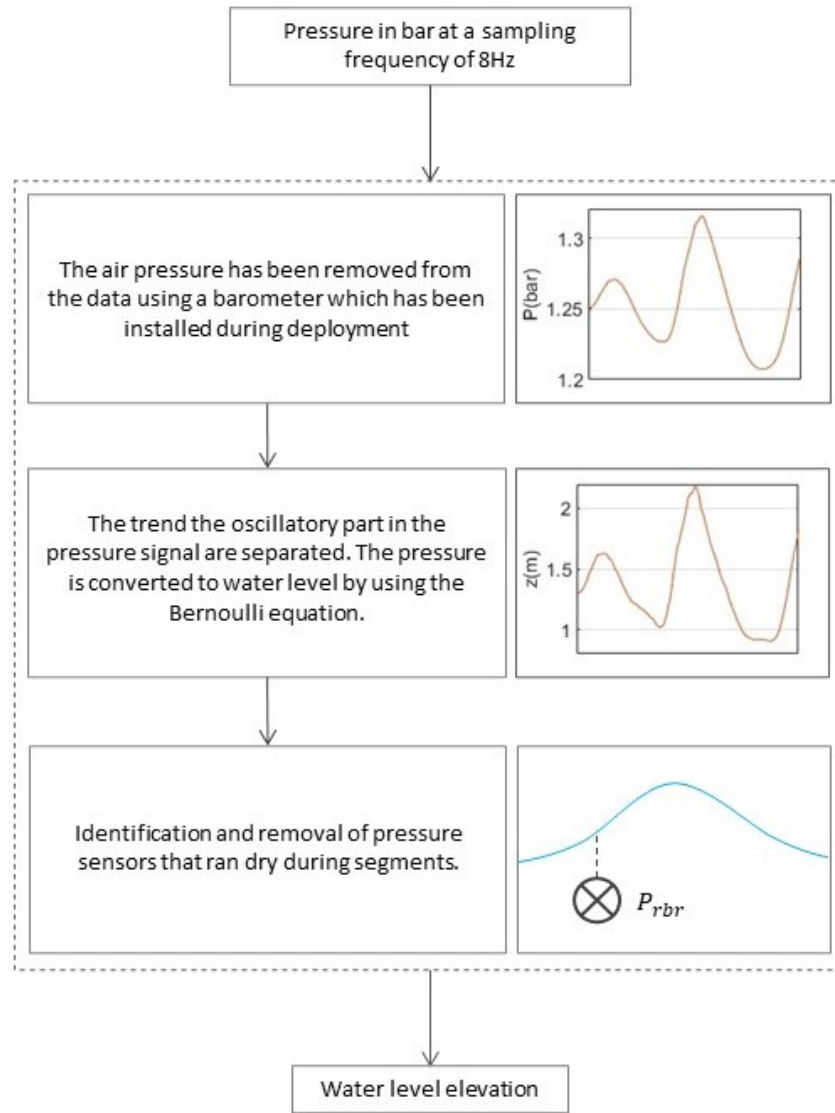 Pressure in bar at a sampling
frequency of 8Hz
The air pressure has been removed from
the data using a barometer which has been
installed during deployment
P(bar)
1.3
1.25
1.2
The trend the oscillatory part in the
pressure signal are separated. The pressure
is converted to water level by using the
Bernoulli equation.
z(m)
2
1.5
1
Identification and removal of pressure
sensors that ran dry during segments.
P_rbr
Water level elevation